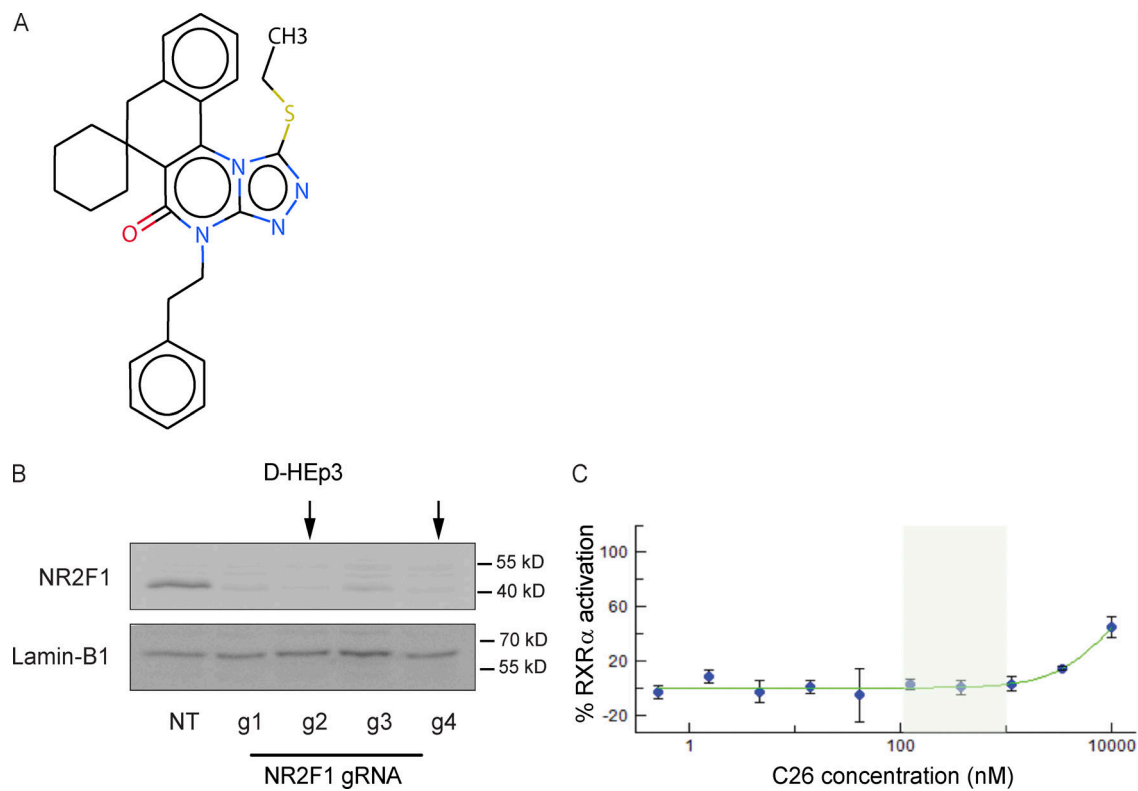 A
CH3
S
N
N
N
N
O
B
D-HEp3
NR2F1
55 kD
40 kD
Lamin-B1
70 kD
55 kD
NT g1 g2 g3 g4
NR2F1 gRNA
C
% RXRα activation
100
60
20
-20
1 100 10000
C26 concentration (nM)